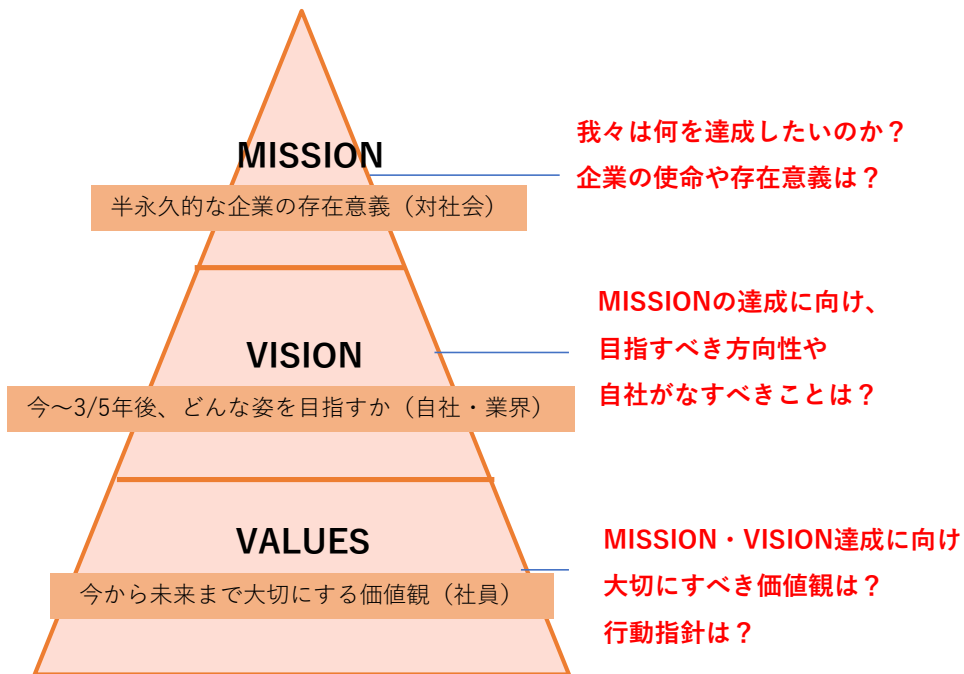 MISSION
半永久的な企業の存在意義（対社会）
我々は何を達成したいのか？
企業の使命や存在意義は？
VISION
今～3/5年後、どんな姿を目指すか（自社・業界）
MISSIONの達成に向け、
目指すべき方向性や
自社がなすべきことは？
VALUES
今から未来まで大切にする価値観（社員）
MISSION・VISION達成に向け
大切にすべき価値観は？
行動指針は？